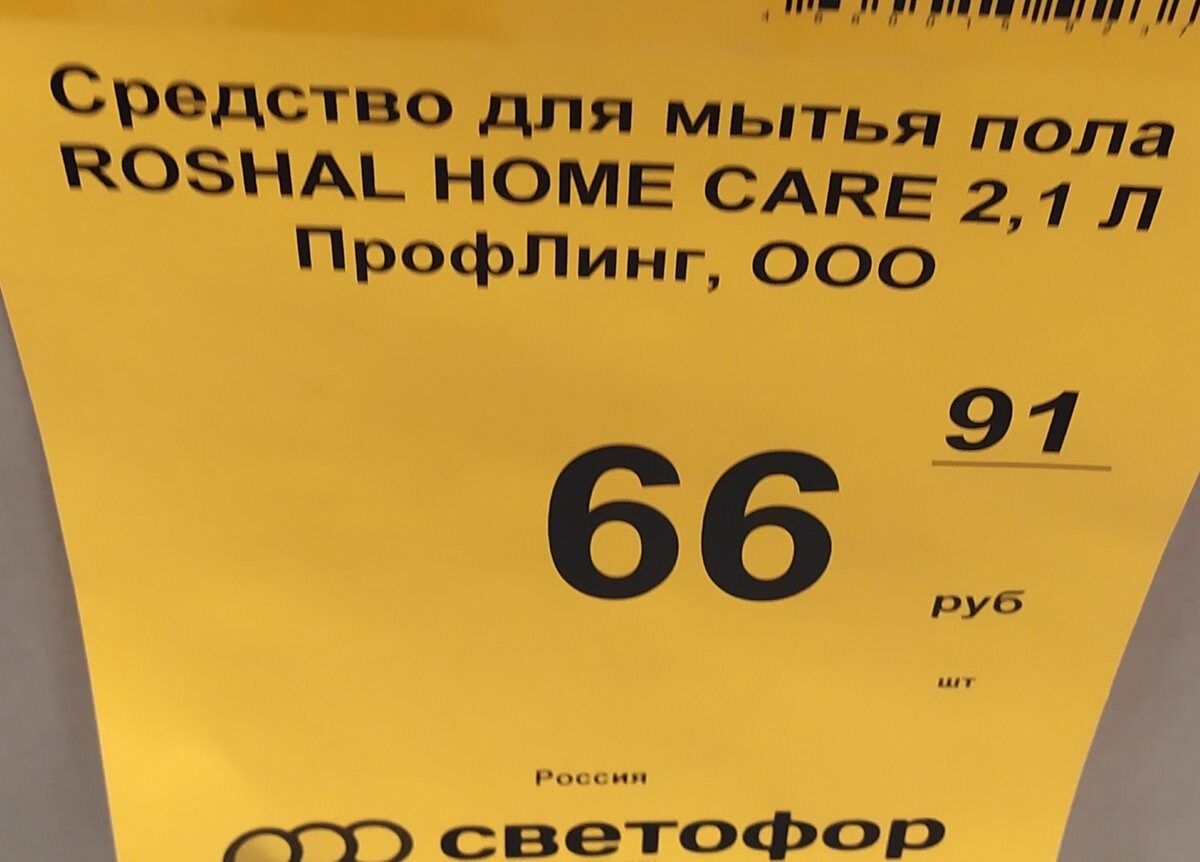 Средство для мытья пола
ROSHAL HOME CARE 2,1 Л
ПрофЛинг, ООО
66 91
руб
шт
Россия
светофор